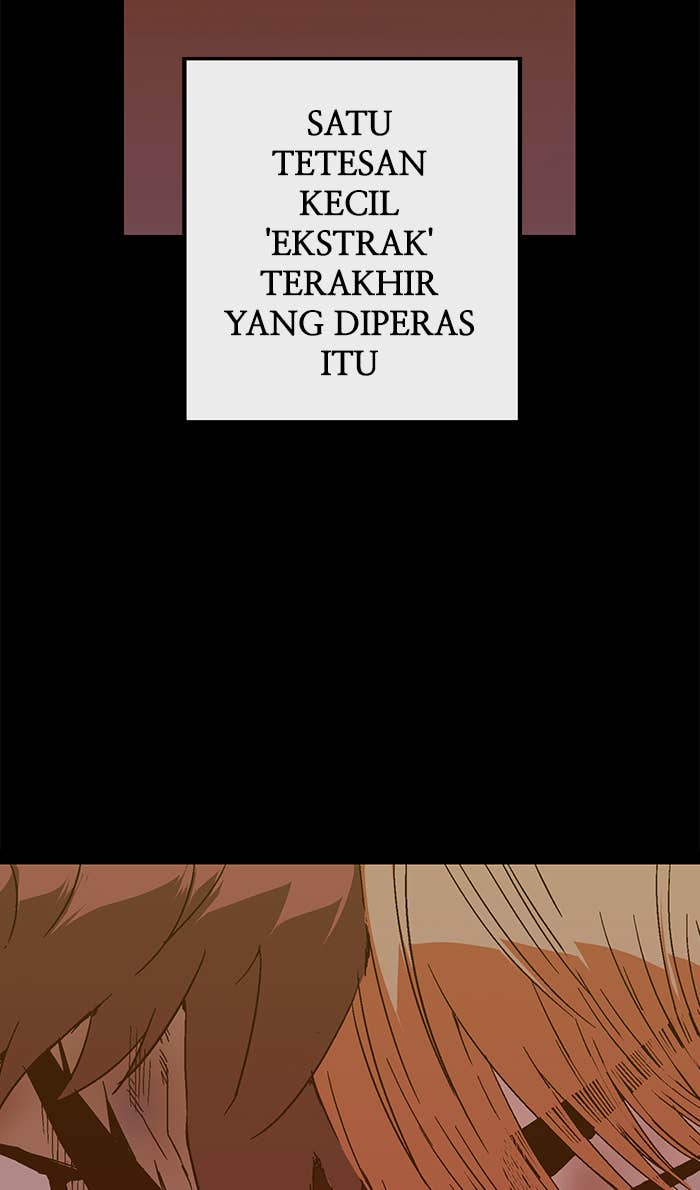 SATU
TETESAN
KECIL
'EKSTRAK'
TERAKHIR
YANG DIPERAS
ITU